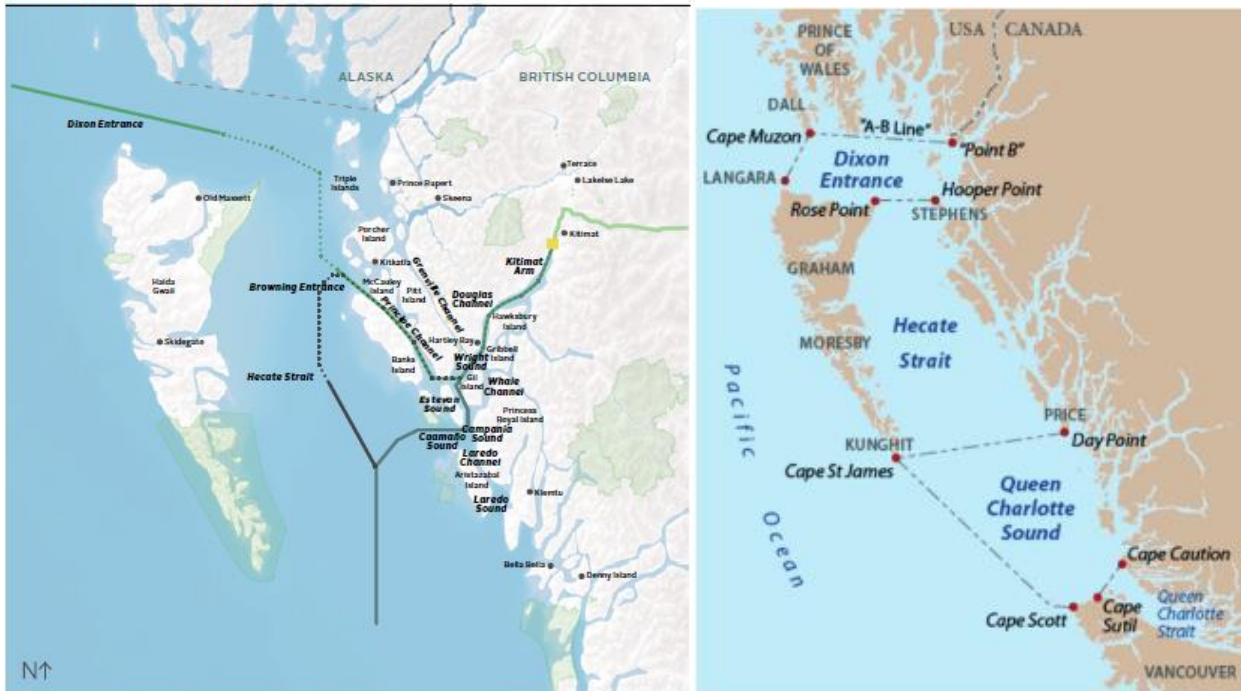 ALASKA
BRITISH COLUMBIA
Dixon Entrance
Terrace
Lakelse Lake
Triple
Islands
Prince Rupert
Old Massett
Skeena
Porcher
Island
Kitimat
Kitkatla
Kitimat
Arm
Haida
Gwaii
Browning Entrance
McCauley
Island
Pitt
Island
Grenville Channel
Douglas
Channel
Principe Channel
Hawksbury
Island
Skidegate
Hartley Bay
Gribbell
Island
Banks
Island
Wright
Sound
Hecate Strait
Gil
Island
Whale
Channel
Estevan
Sound
Princess
Royal Island
Campania
Sound
Caamaño
Sound
Laredo
Channel
Aristazabal
Island
Klemtu
Laredo
Sound
Bella Bella
Denny Island
N↑
PRINCE
OF
WALES
USA
CANADA
DALL
"A-B Line"
Cape Muzon
"Point B"
Dixon
Entrance
LANGARA
Hooper Point
Rose Point
STEPHENS
GRAHAM
Hecate
Strait
MORESBY
Pacific
Ocean
PRICE
KUNGHIT
Day Point
Cape St James
Queen
Charlotte
Sound
Cape Caution
Cape Scott
Cape
Sutil
Queen
Charlotte
Strait
VANCOUVER